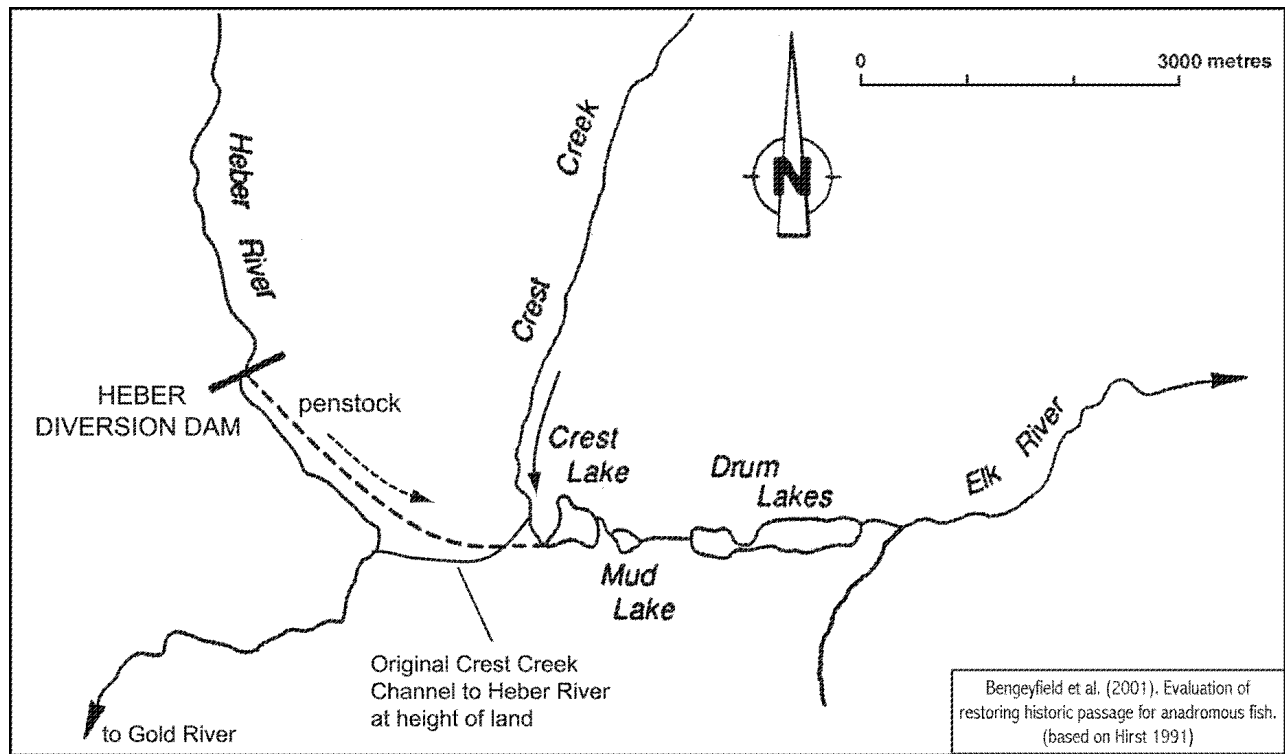 0 3000 metres
N
Heber River
Crest Creek
HEBER
DIVERSION DAM
penstock
Crest
Lake
Drum
Lakes
Elk River
Mud
Lake
Original Crest Creek
Channel to Heber River
at height of land
to Gold River
Bengeyfield et al. (2001). Evaluation of
restoring historic passage for anadromous fish.
(based on Hirst 1991)